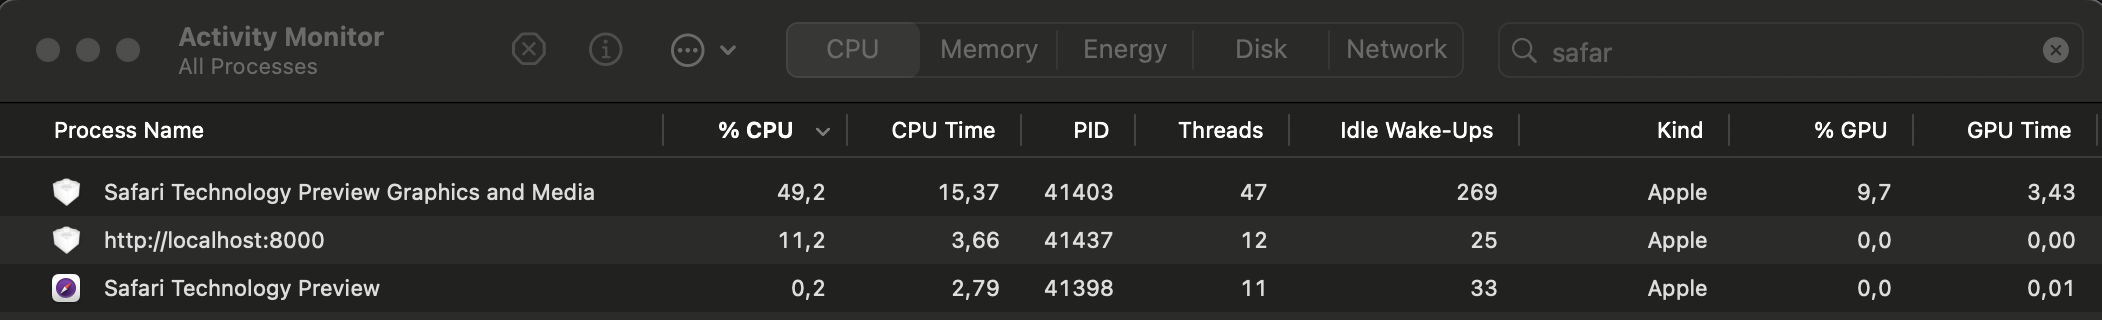 Activity Monitor
All Processes
CPU Memory Energy Disk Network
safar
Process Name % CPU CPU Time PID Threads Idle Wake-Ups Kind % GPU GPU Time
Safari Technology Preview Graphics and Media 49,2 15,37 41403 47 269 Apple 9,7 3,43
http://localhost:8000 11,2 3,66 41437 12 25 Apple 0,0 0,00
Safari Technology Preview 0,2 2,79 41398 11 33 Apple 0,0 0,01